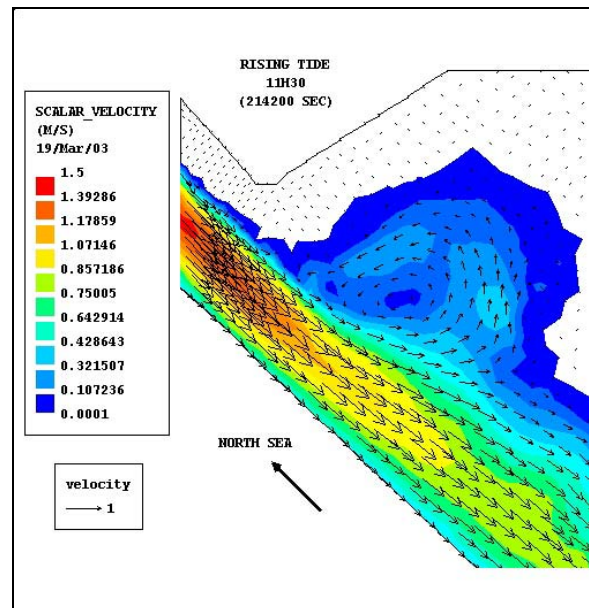 RISING TIDE
11H30
(214200 SEC)
SCALAR_VELOCITY
(M/S)
19/Mar/03
1.5
1.39286
1.17859
1.07146
0.857186
0.75005
0.642914
0.428643
0.321507
0.107236
0.0001
NORTH SEA
velocity
1